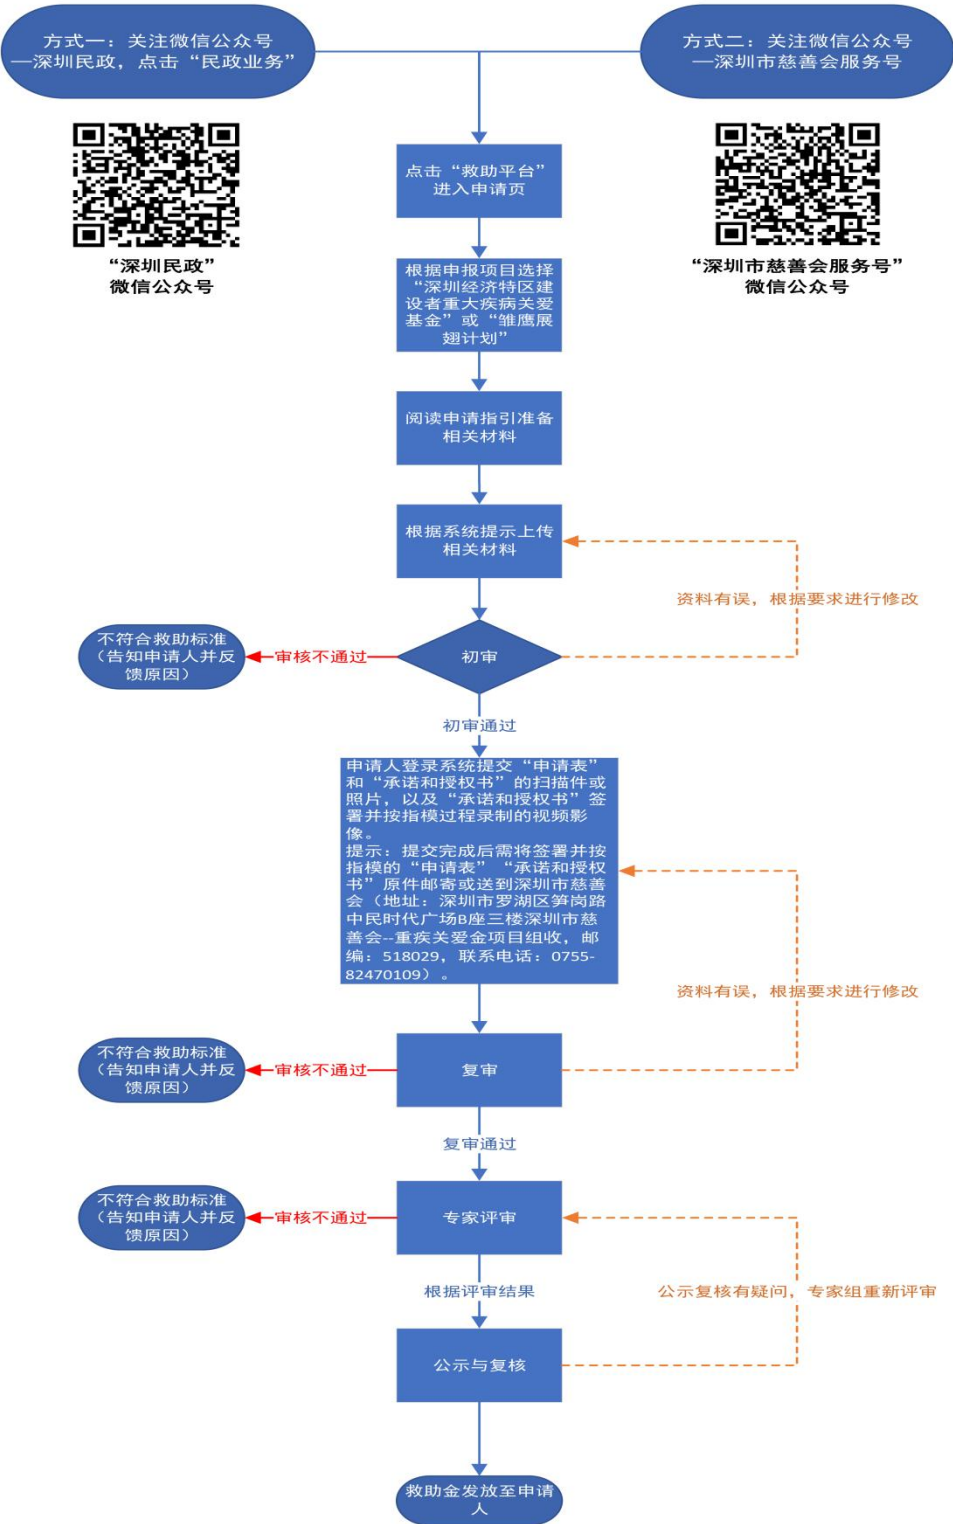 方式一：关注微信公众号
—深圳民政，点击“民政业务”
方式二：关注微信公众号
—深圳市慈善会服务号
“深圳民政”
微信公众号
“深圳市慈善会服务号”
微信公众号
点击“救助平台”
进入申请页
根据申报项目选择
“深圳经济特区建
设者重大疾病关爱
基金”或“雏鹰展
翅计划”
阅读申请指引准备
相关材料
根据系统提示上传
相关材料
资料有误，根据要求进行修改
初审
审核不通过
不符合救助标准
（告知申请人并反
馈原因）
初审通过
申请人登录系统提交“申请表”
和“承诺和授权书”的扫描件或
照片，以及“承诺和授权书”签
署并按指模过程录制的视频影
像。
提示：提交完成后需将签署并按
指模的“申请表”“承诺和授权
书”原件邮寄或送到深圳市慈善
会（地址：深圳市罗湖区笋岗路
中民时代广场B座三楼深圳市慈
善会--重疾关爱金项目组收，邮
编：518029，联系电话：0755-
82470109）。
资料有误，根据要求进行修改
复审
审核不通过
不符合救助标准
（告知申请人并反
馈原因）
复审通过
专家评审
审核不通过
不符合救助标准
（告知申请人并反
馈原因）
根据评审结果
公示复核有疑问，专家组重新评审
公示与复核
救助金发放至申请
人